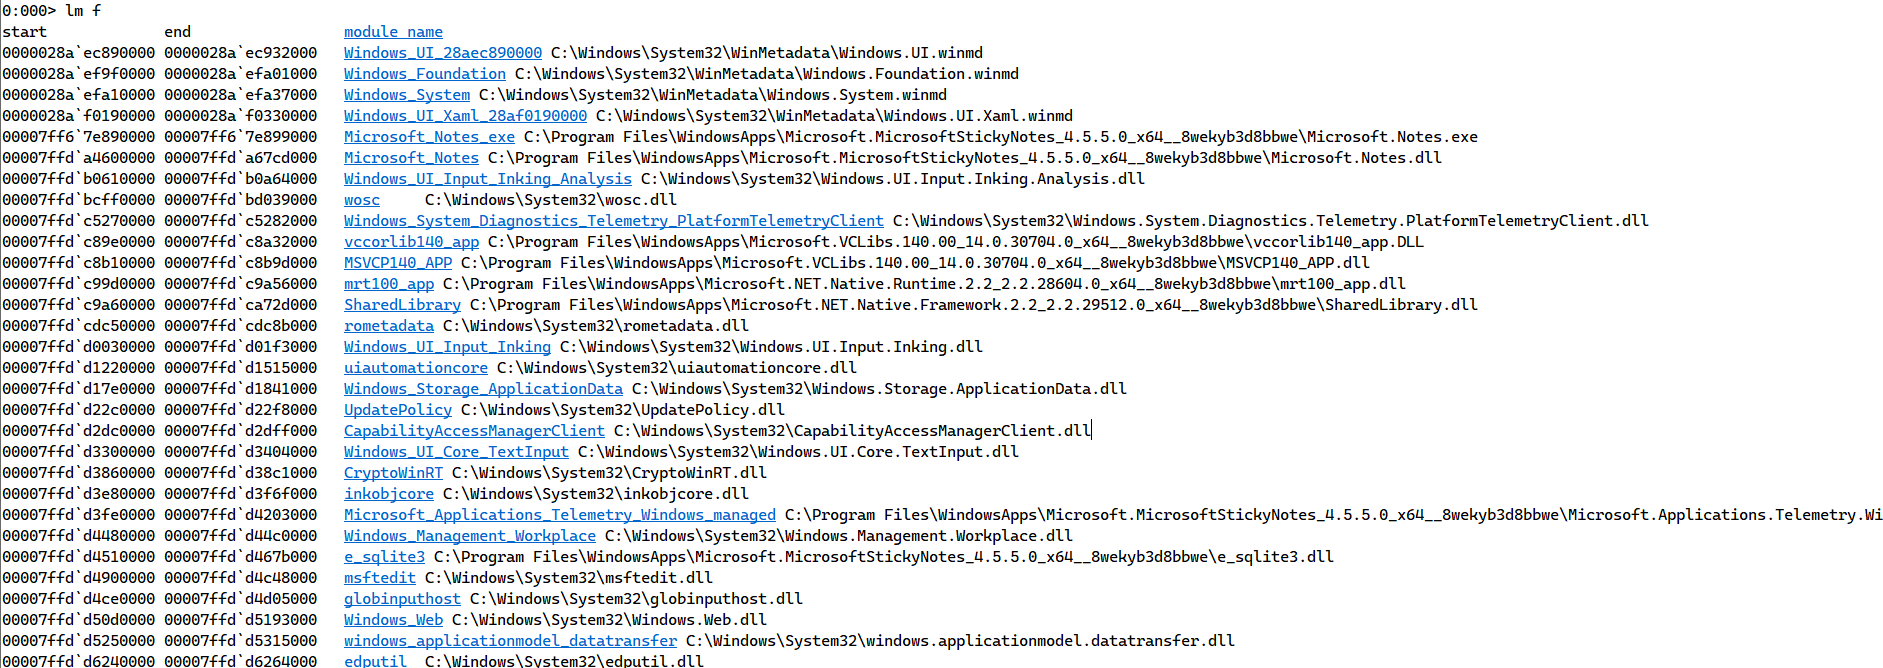 0:000> lm f
start             end                 module name
0000028a`ec890000 0000028a`ec932000   Windows_UI_28aec890000 C:\Windows\System32\WinMetadata\Windows.UI.winmd
0000028a`ef9f0000 0000028a`efa01000   Windows_Foundation C:\Windows\System32\WinMetadata\Windows.Foundation.winmd
0000028a`efa10000 0000028a`efa37000   Windows_System C:\Windows\System32\WinMetadata\Windows.System.winmd
0000028a`f0190000 0000028a`f0330000   Windows_UI_Xaml_28af0190000 C:\Windows\System32\WinMetadata\Windows.UI.Xaml.winmd
00007ff6`7e890000 00007ff6`7e899000   Microsoft_Notes_exe C:\Program Files\WindowsApps\Microsoft.MicrosoftStickyNotes_4.5.5.0_x64__8wekyb3d8bbwe\Microsoft.Notes.exe
00007ffd`a4600000 00007ffd`a67cd000   Microsoft_Notes C:\Program Files\WindowsApps\Microsoft.MicrosoftStickyNotes_4.5.5.0_x64__8wekyb3d8bbwe\Microsoft.Notes.dll
00007ffd`b0610000 00007ffd`b0a64000   Windows_UI_Input_Inking_Analysis C:\Windows\System32\Windows.UI.Input.Inking.Analysis.dll
00007ffd`bcff0000 00007ffd`bd039000   wosc     C:\Windows\System32\wosc.dll
00007ffd`c5270000 00007ffd`c5282000   Windows_System_Diagnostics_Telemetry_PlatformTelemetryClient C:\Windows\System32\Windows.System.Diagnostics.Telemetry.PlatformTelemetryClient.dll
00007ffd`c89e0000 00007ffd`c8a32000   vccorlib140_app C:\Program Files\WindowsApps\Microsoft.VCLibs.140.00_14.0.30704.0_x64__8wekyb3d8bbwe\vccorlib140_app.DLL
00007ffd`c8b10000 00007ffd`c8b9d000   MSVCP140_APP C:\Program Files\WindowsApps\Microsoft.VCLibs.140.00_14.0.30704.0_x64__8wekyb3d8bbwe\MSVCP140_APP.dll
00007ffd`c99d0000 00007ffd`c9a56000   mrt100_app C:\Program Files\WindowsApps\Microsoft.NET.Native.Runtime.2.2_2.2.28604.0_x64__8wekyb3d8bbwe\mrt100_app.dll
00007ffd`c9a60000 00007ffd`ca72d000   SharedLibrary C:\Program Files\WindowsApps\Microsoft.NET.Native.Framework.2.2_2.2.29512.0_x64__8wekyb3d8bbwe\SharedLibrary.dll
00007ffd`cdc50000 00007ffd`cdc8b000   rometadata C:\Windows\System32\rometadata.dll
00007ffd`d0030000 00007ffd`d01f3000   Windows_UI_Input_Inking C:\Windows\System32\Windows.UI.Input.Inking.dll
00007ffd`d1220000 00007ffd`d1515000   uiautomationcore C:\Windows\System32\uiautomationcore.dll
00007ffd`d17e0000 00007ffd`d1841000   Windows_Storage_ApplicationData C:\Windows\System32\Windows.Storage.ApplicationData.dll
00007ffd`d22c0000 00007ffd`d22f8000   UpdatePolicy C:\Windows\System32\UpdatePolicy.dll
00007ffd`d2dc0000 00007ffd`d2dff000   CapabilityAccessManagerClient C:\Windows\System32\CapabilityAccessManagerClient.dll
00007ffd`d3300000 00007ffd`d3404000   Windows_UI_Core_TextInput C:\Windows\System32\Windows.UI.Core.TextInput.dll
00007ffd`d3860000 00007ffd`d38c1000   CryptoWinRT C:\Windows\System32\CryptoWinRT.dll
00007ffd`d3e80000 00007ffd`d3f6f000   inkobjcore C:\Windows\System32\inkobjcore.dll
00007ffd`d3fe0000 00007ffd`d4203000   Microsoft_Applications_Telemetry_Windows_managed C:\Program Files\WindowsApps\Microsoft.MicrosoftStickyNotes_4.5.5.0_x64__8wekyb3d8bbwe\Microsoft.Applications.Telemetry.Wi
00007ffd`d4480000 00007ffd`d44c0000   Windows_Management_Workplace C:\Windows\System32\Windows.Management.Workplace.dll
00007ffd`d4510000 00007ffd`d467b000   e_sqlite3 C:\Program Files\WindowsApps\Microsoft.MicrosoftStickyNotes_4.5.5.0_x64__8wekyb3d8bbwe\e_sqlite3.dll
00007ffd`d4900000 00007ffd`d4c48000   msftedit C:\Windows\System32\msftedit.dll
00007ffd`d4ce0000 00007ffd`d4d05000   globinputhost C:\Windows\System32\globinputhost.dll
00007ffd`d50d0000 00007ffd`d5193000   Windows_Web C:\Windows\System32\Windows.Web.dll
00007ffd`d5250000 00007ffd`d5315000   windows_applicationmodel_datatransfer C:\Windows\System32\windows.applicationmodel.datatransfer.dll
00007ffd`d6240000 00007ffd`d6264000   edputil  C:\Windows\System32\edputil.dll